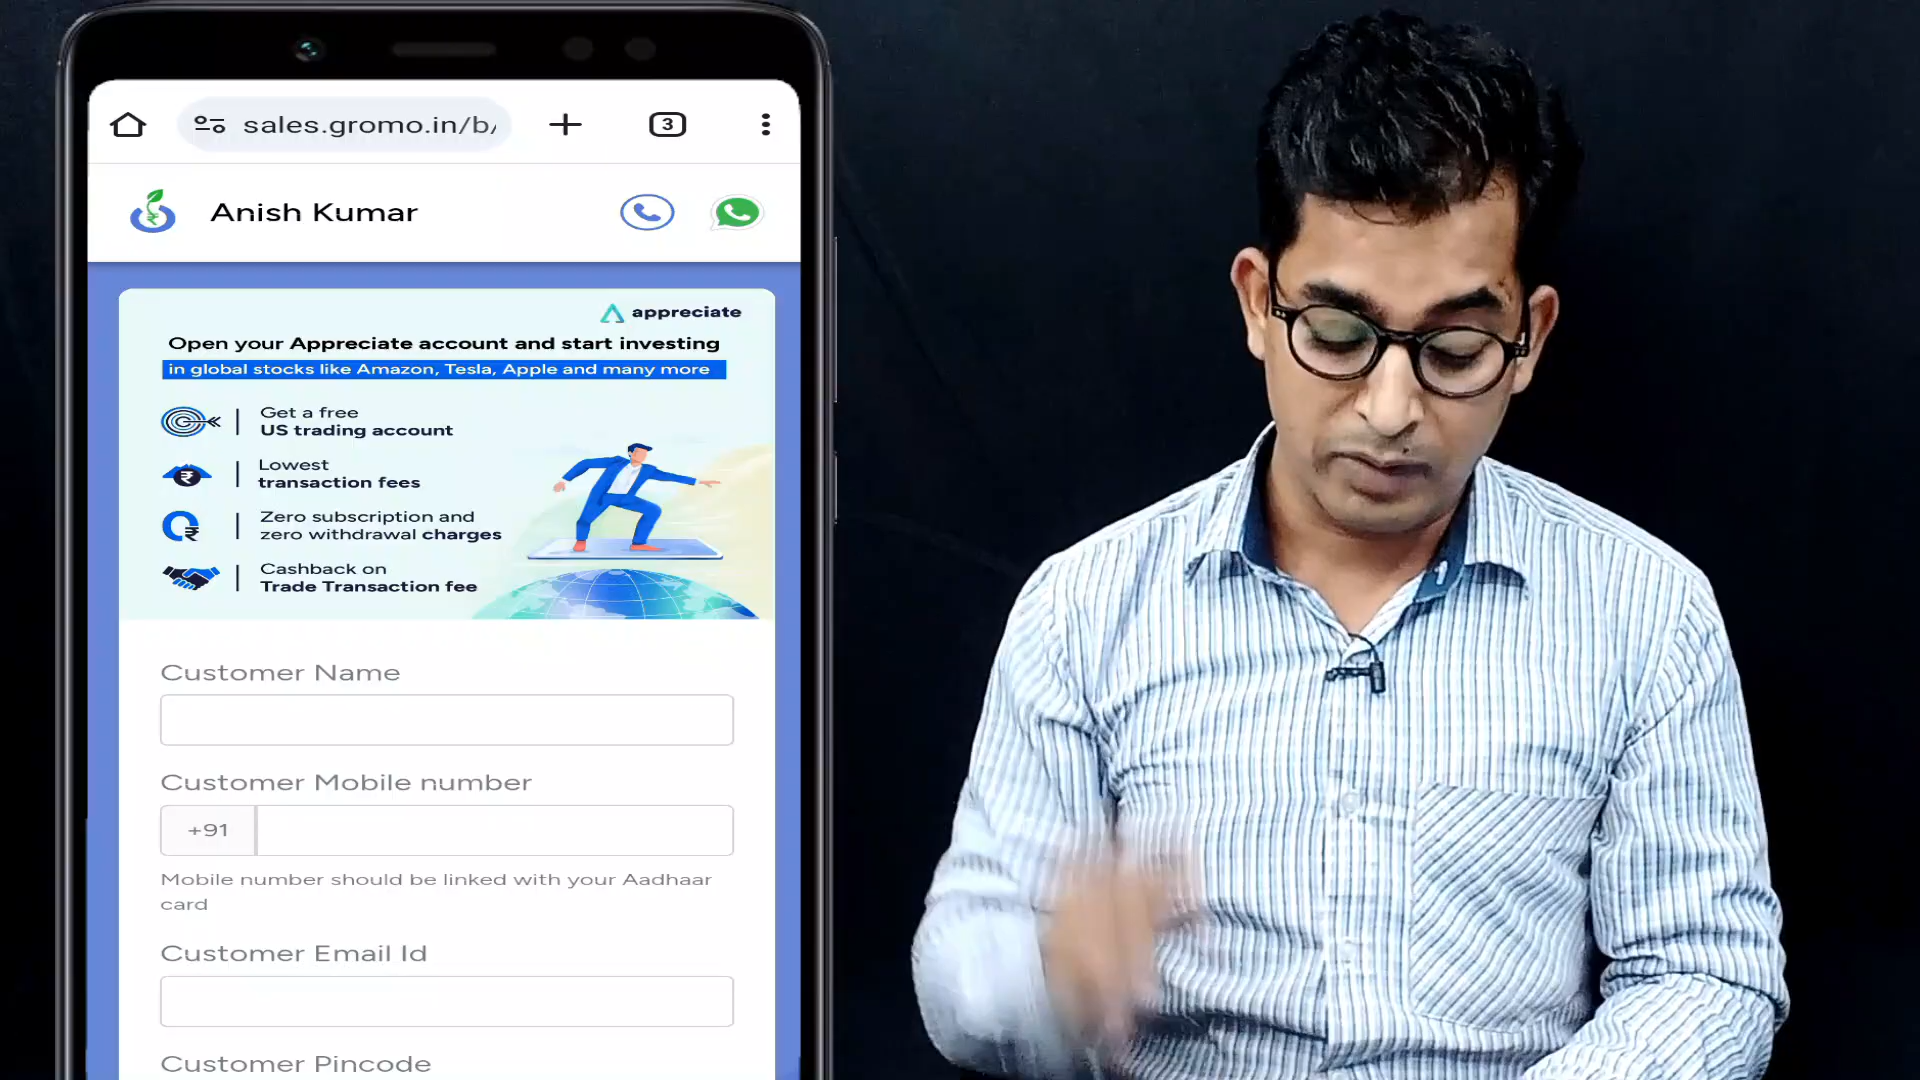 sales.gromo.in/b/
3
Anish Kumar
appreciate
Open your Appreciate account and start investing
in global stocks like Amazon, Tesla, Apple and many more
Get a free
US trading account
Lowest
transaction fees
Zero subscription and
zero withdrawal charges
Cashback on
Trade Transaction fee
Customer Name
Customer Mobile number
+91
Mobile number should be linked with your Aadhaar
card
Customer Email Id
Customer Pincode